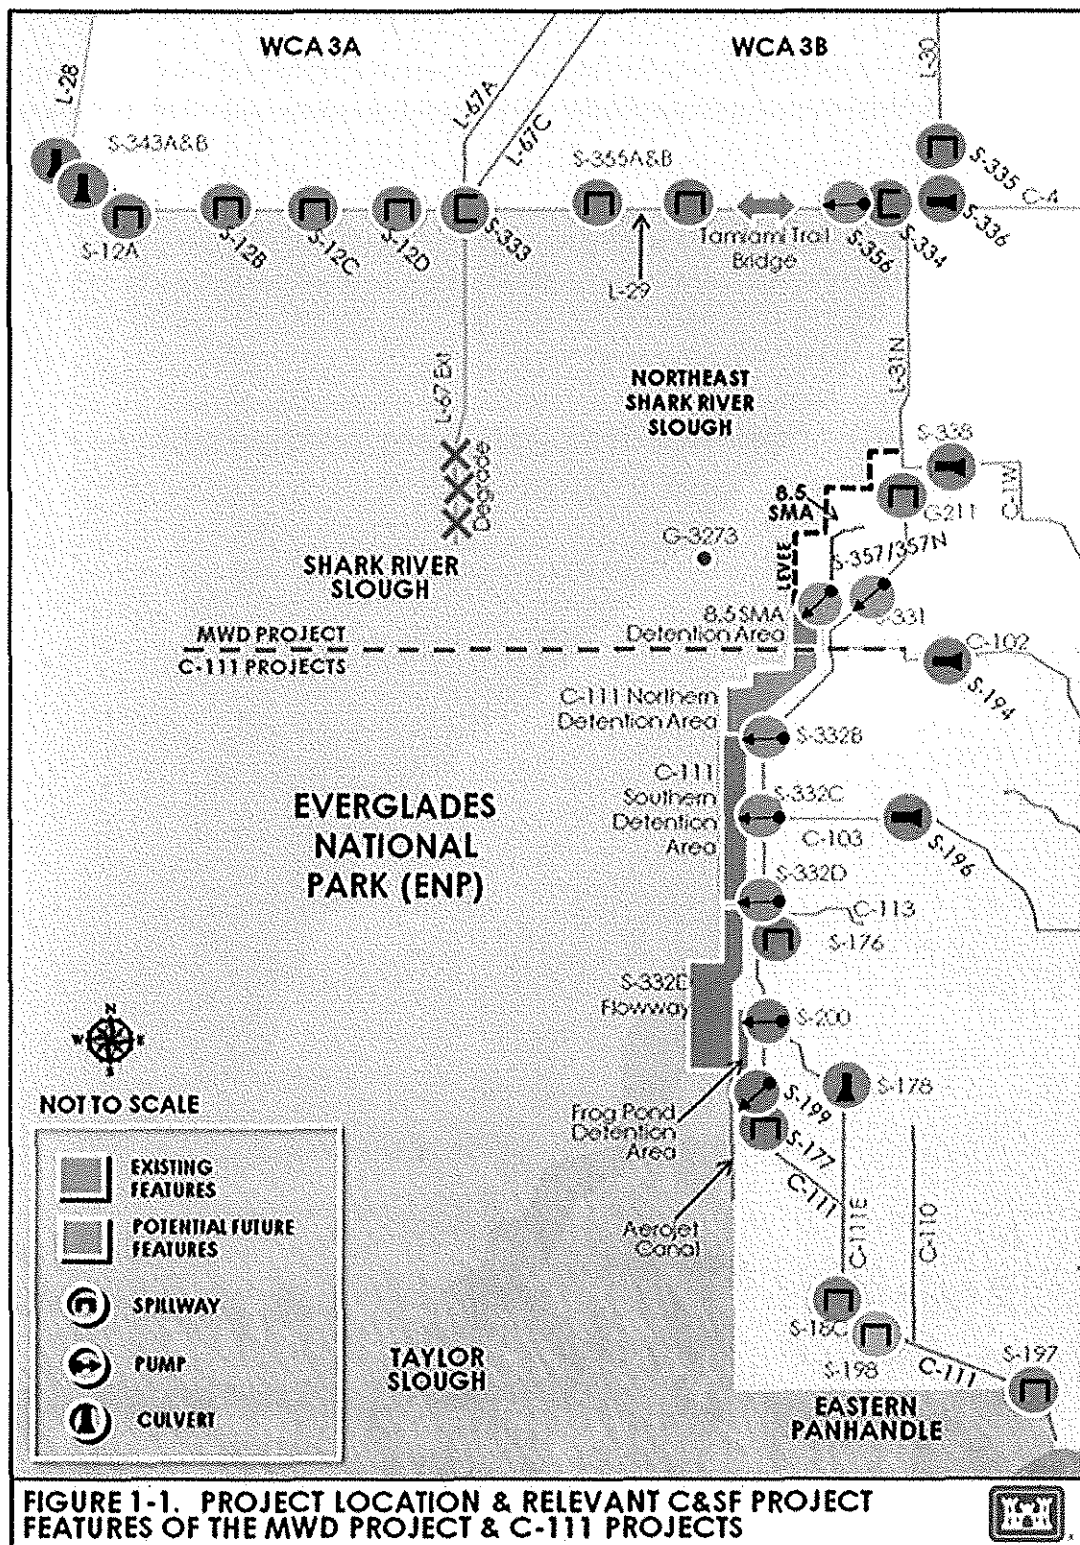 WCA 3A
WCA 3B
L-28
L-67A
L-67C
L-30
S-343A&B
S-355A&B
S-335
C-4
S-336
S-12A
S-12B
S-12C
S-12D
S-333
L-29
Tamiami Trail
Bridge
S-356
S-334
L-67 Ext
Degrade
L-31N
NORTHEAST
SHARK RIVER
SLOUGH
S-338
C-1W
8.5
SMA
G-211
G-3273
LEVEE
S-357/357N
SHARK RIVER
SLOUGH
8.5 SMA
Detention Area
S-331
MWD PROJECT
C-111 PROJECTS
C-102
S-194
C-111 Northern
Detention Area
S-332B
C-111
Southern
Detention
Area
S-332C
C-103
S-196
EVERGLADES
NATIONAL
PARK (ENP)
S-332D
C-113
S-176
S-332D
Flowway
S-200
N
W
E
S
S-178
S-199
NOT TO SCALE
Frog Pond
Detention
Area
S-177
C-111
C-111E
C-110
Aerojet
Canal
EXISTING
FEATURES
POTENTIAL FUTURE
FEATURES
SPILLWAY
PUMP
CULVERT
S-18C
S-198
C-111
S-197
TAYLOR
SLOUGH
EASTERN
PANHANDLE
FIGURE 1-1. PROJECT LOCATION & RELEVANT C&SF PROJECT
FEATURES OF THE MWD PROJECT & C-111 PROJECTS